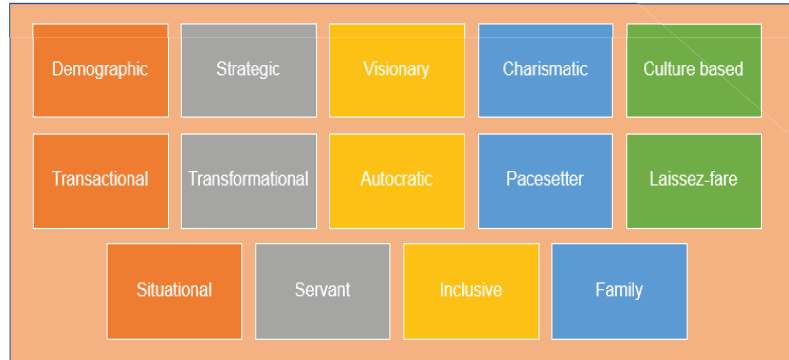 Demographic
Strategic
Visionary
Charismatic
Culture based
Transactional
Transformational
Autocratic
Pacesetter
Laissez-fare
Situational
Servant
Inclusive
Family